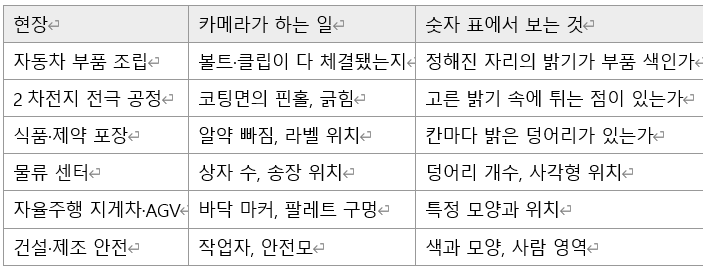 현장 카메라가 하는 일 숫자 표에서 보는 것
자동차 부품 조립 볼트·클립이 다 체결됐는지 정해진 자리의 밝기가 부품 색인가
2차전지 전극 공정 코팅면의 핀홀, 긁힘 고른 밝기 속에 튀는 점이 있는가
식품·제약 포장 알약 빠짐, 라벨 위치 칸마다 밝은 덩어리가 있는가
물류 센터 상자 수, 송장 위치 덩어리 개수, 사각형 위치
자율주행 지게차·AGV 바닥 마커, 팔레트 구멍 특정 모양과 위치
건설·제조 안전 작업자, 안전모 색과 모양, 사람 영역